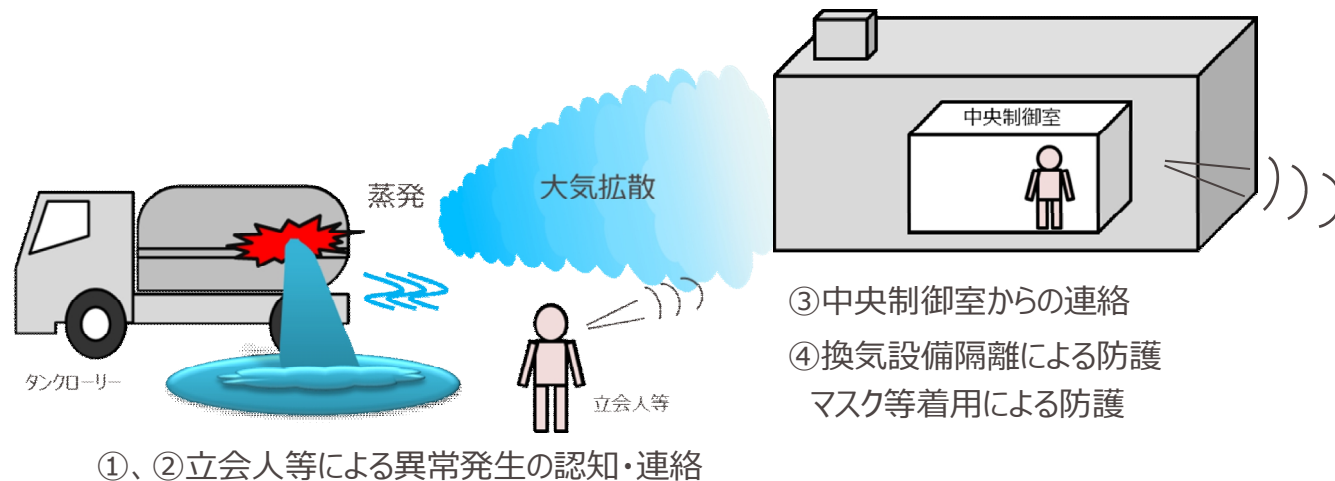 中央制御室
蒸発
大気拡散
タンクローリー
立会人等
③中央制御室からの連絡
④換気設備隔離による防護
マスク等着用による防護
①、②立会人等による異常発生の認知・連絡